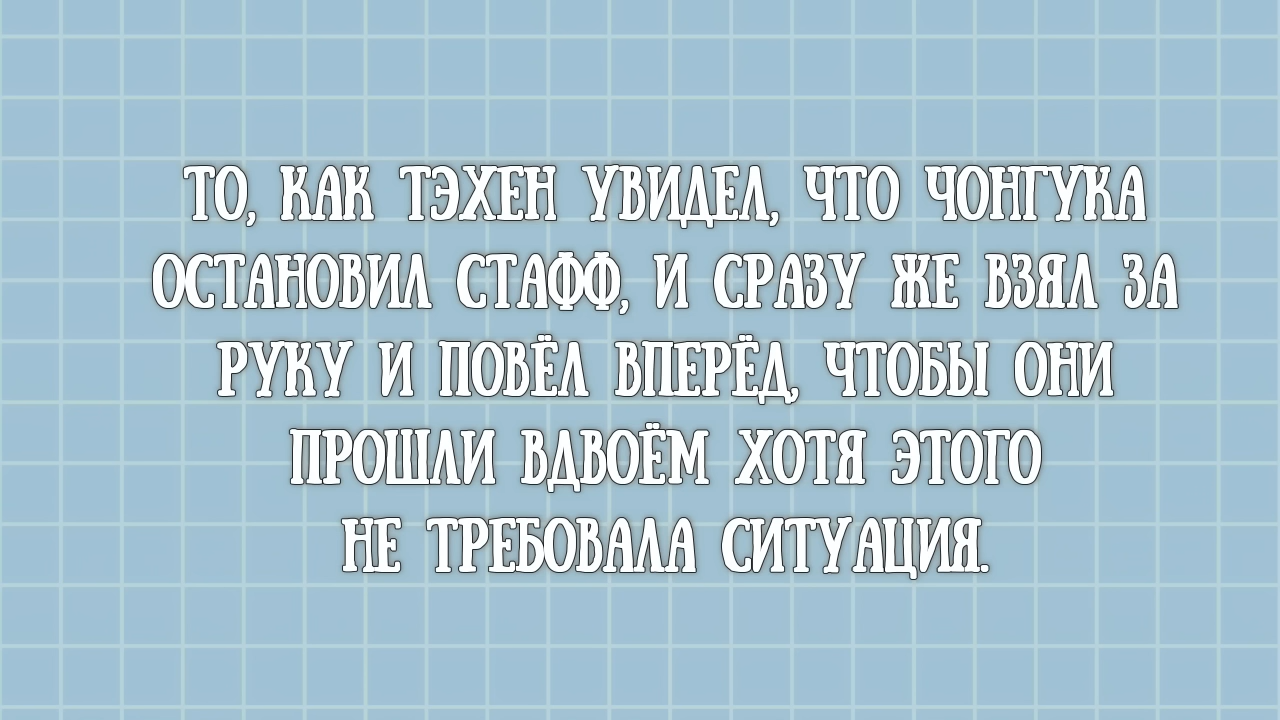 ТО, КАК ТЭХЕН УВИДЕЛ, ЧТО ЧОНГУКА
ОСТАНОВИЛ СТАФФ, И СРАЗУ ЖЕ ВЗЯЛ ЗА
РУКУ И ПОВЁЛ ВПЕРЁД, ЧТОБЫ ОНИ
ПРОШЛИ ВДВОЁМ ХОТЯ ЭТОГО
НЕ ТРЕБОВАЛА СИТУАЦИЯ.